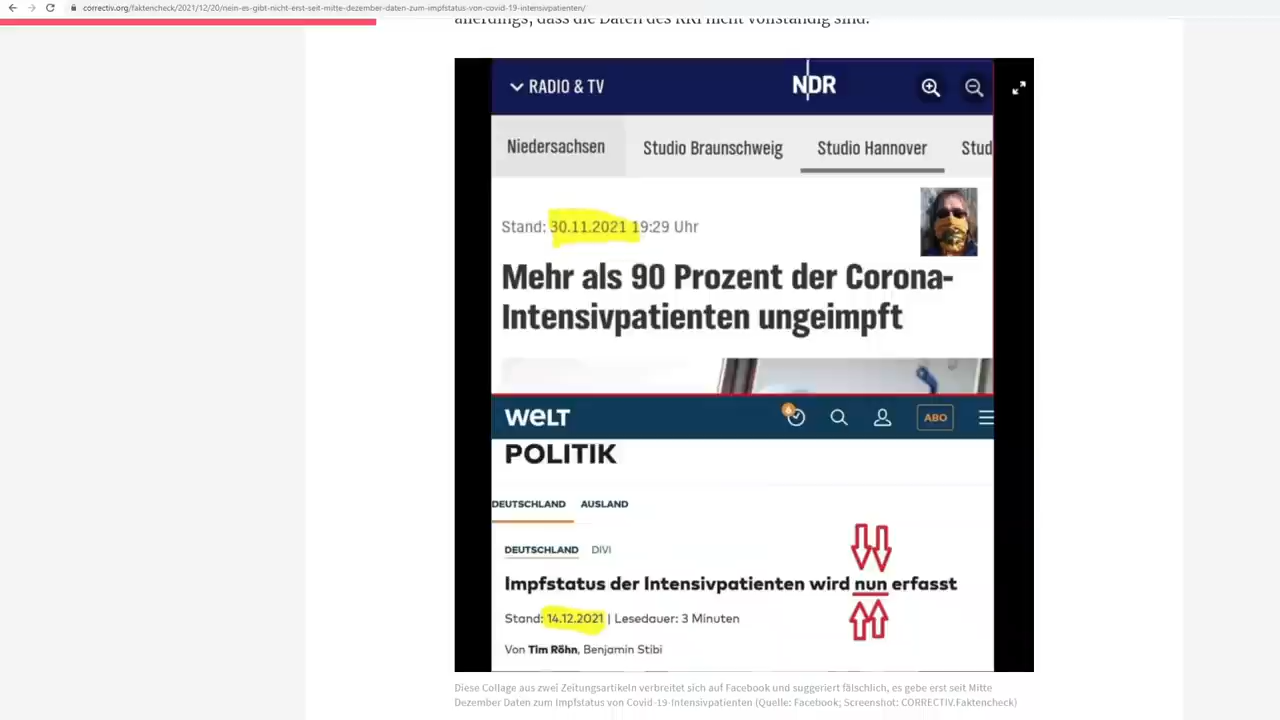 correctiv.org/faktencheck/2021/12/20/nein-es-gibt-nicht-erst-seit-mitte-dezember-daten-zum-impfstatus-von-covid-19-intensivpatienten/
allerdings, dass die Daten des RKI nicht vollständig sind.
RADIO & TV
NDR
Niedersachsen
Studio Braunschweig
Studio Hannover
Stud
Stand: 30.11.2021 19:29 Uhr
Mehr als 90 Prozent der Corona-
Intensivpatienten ungeimpft
WELT
6
ABO
POLITIK
DEUTSCHLAND AUSLAND
DEUTSCHLAND DIVI
Impfstatus der Intensivpatienten wird nun erfasst
Stand: 14.12.2021 | Lesedauer: 3 Minuten
Von Tim Röhn, Benjamin Stibi
Diese Collage aus zwei Zeitungsartikeln verbreitet sich auf Facebook und suggeriert fälschlich, es gebe erst seit Mitte
Dezember Daten zum Impfstatus von Covid-19-Intensivpatienten (Quelle: Facebook; Screenshot: CORRECTIV.Faktencheck)